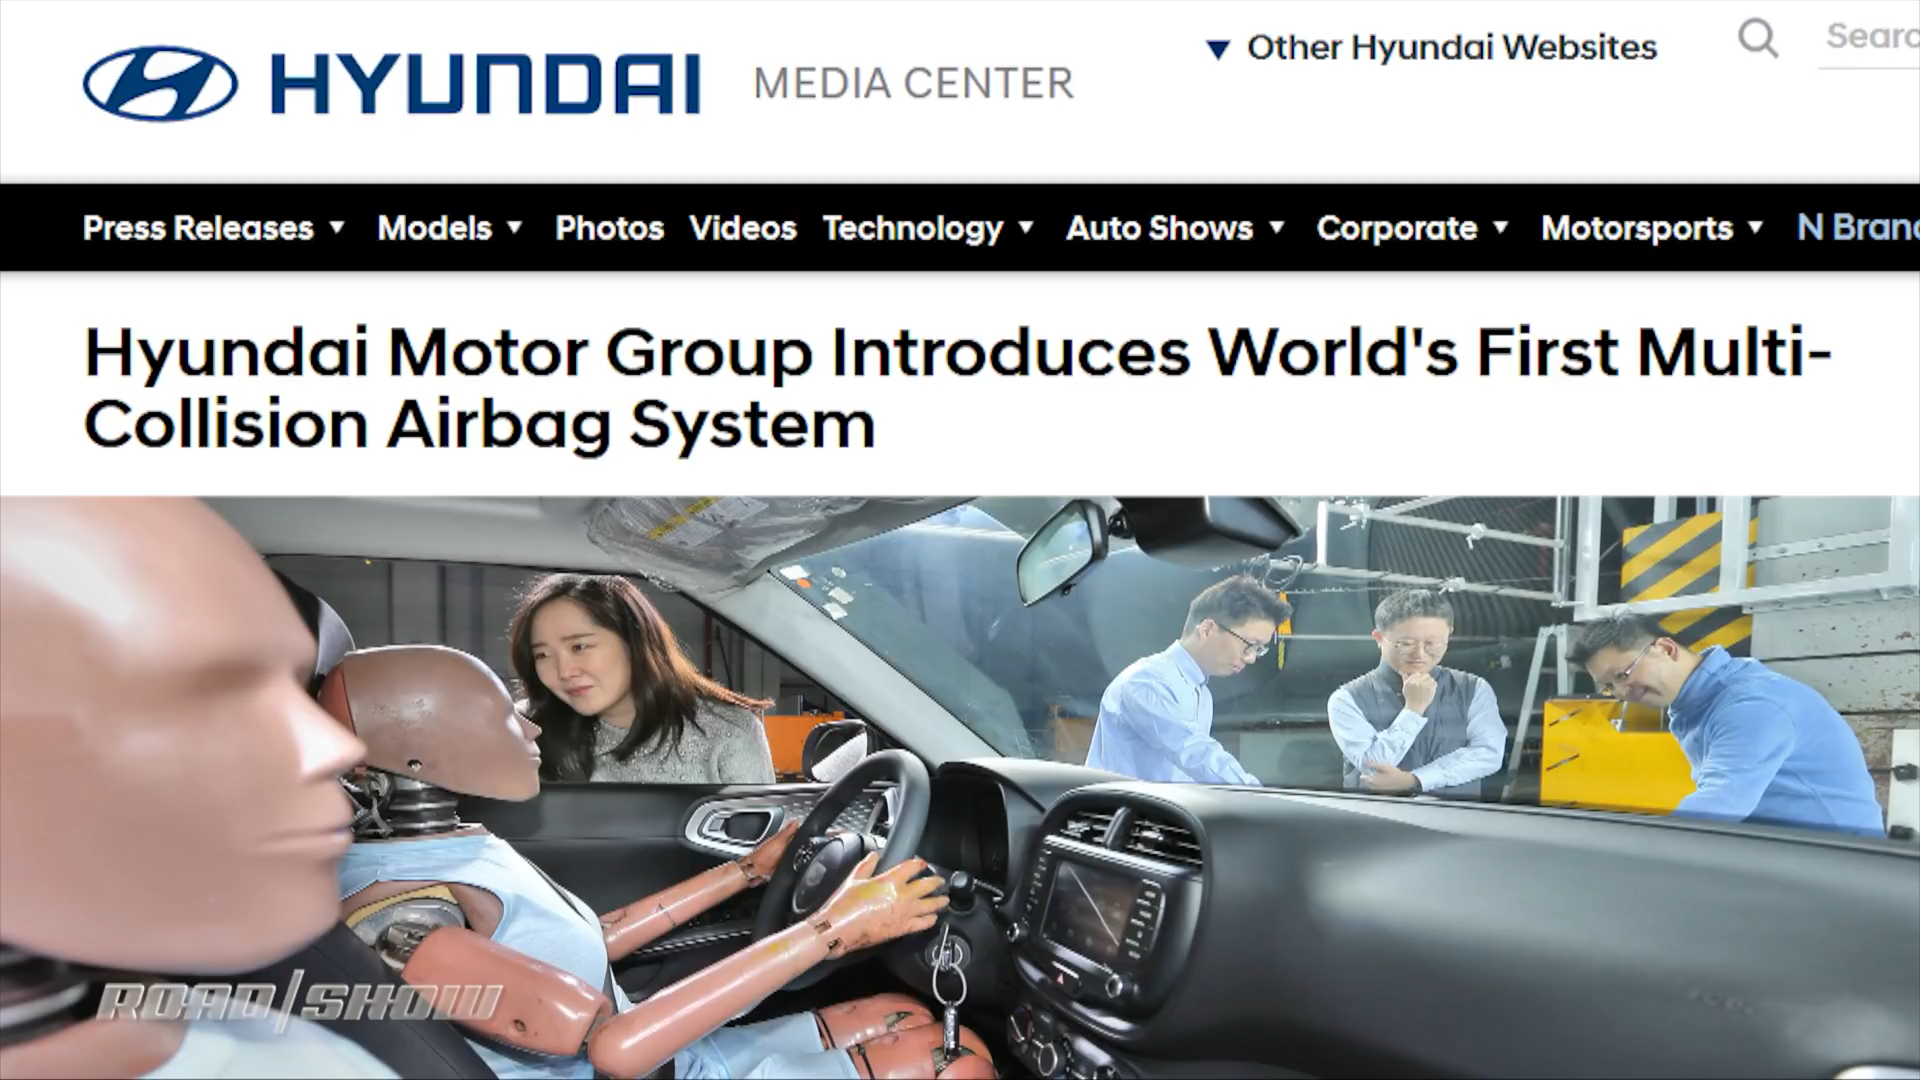 HYUNDAI MEDIA CENTER
▼ Other Hyundai Websites
Press Releases ▼ Models ▼ Photos Videos Technology ▼ Auto Shows ▼ Corporate ▼ Motorsports ▼ N
Hyundai Motor Group Introduces World's First Multi-
Collision Airbag System
ROAD/SHOW